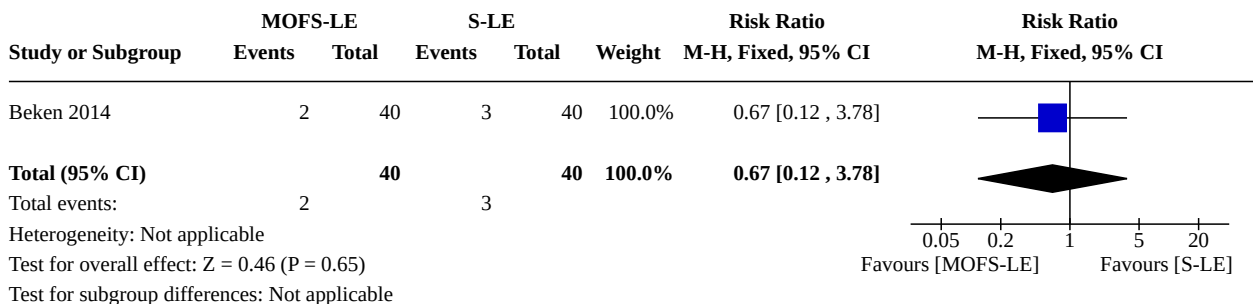 MOFS-LE S-LE Risk Ratio Risk Ratio
Study or Subgroup Events Total Events Total Weight M-H, Fixed, 95% CI M-H, Fixed, 95% CI
Beken 2014 2 40 3 40 100.0% 0.67 [0.12 , 3.78]
Total (95% CI) 40 40 100.0% 0.67 [0.12 , 3.78]
Total events: 2 3
Heterogeneity: Not applicable
0.05 0.2 1 5 20
Test for overall effect: Z = 0.46 (P = 0.65) Favours [MOFS-LE] Favours [S-LE]
Test for subgroup differences: Not applicable